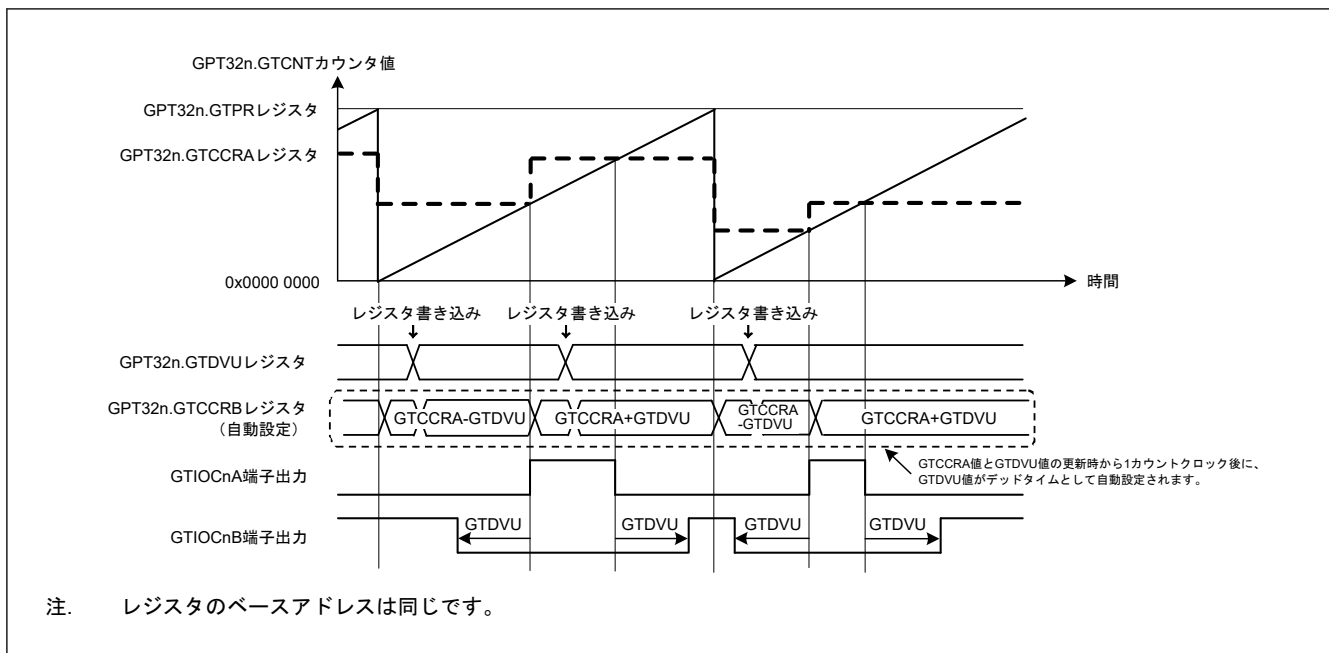 GPT32n.GTCNTカウンタ値
GPT32n.GTPRレジスタ
GPT32n.GTCCRAレジスタ
0x0000 0000
時間
レジスタ書き込み
レジスタ書き込み
レジスタ書き込み
GPT32n.GTDVUレジスタ
GPT32n.GTCCRBレジスタ
（自動設定）
GTCCRA-GTDVU
GTCCRA+GTDVU
GTCCRA
-GTDVU
GTCCRA+GTDVU
GTCCRA値とGTDVU値の更新時から1カウントクロック後に、
GTDVU値がデッドタイムとして自動設定されます。
GTIOCnA端子出力
GTIOCnB端子出力
GTDVU
GTDVU
GTDVU
GTDVU
注. レジスタのベースアドレスは同じです。